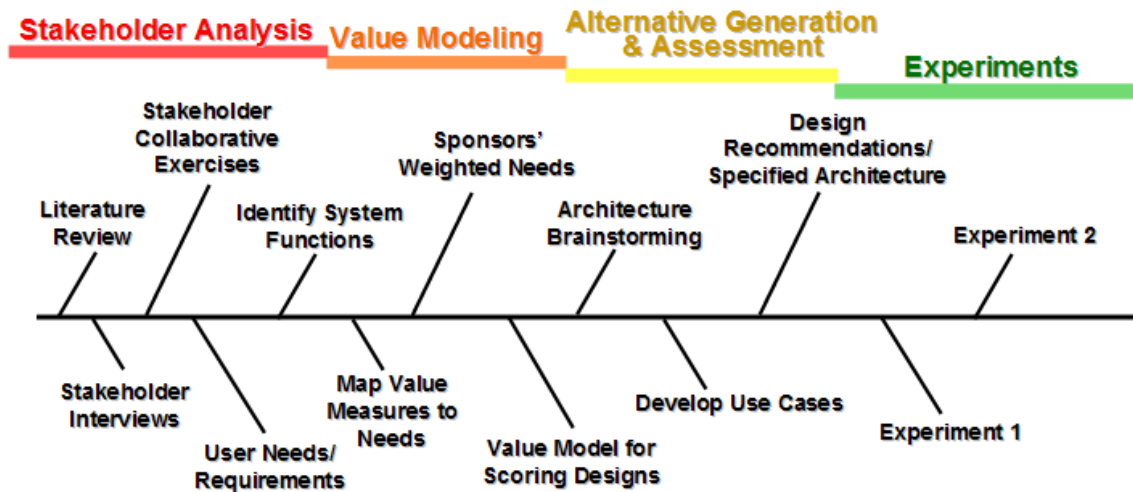 Stakeholder Analysis
Value Modeling
Alternative Generation
& Assessment
Experiments
Stakeholder
Collaborative
Exercises
Sponsors’
Weighted Needs
Design
Recommendations/
Specified Architecture
Literature
Review
Identify System
Functions
Architecture
Brainstorming
Experiment 2
Stakeholder
Interviews
User Needs/
Requirements
Map Value
Measures to
Needs
Value Model for
Scoring Designs
Develop Use Cases
Experiment 1